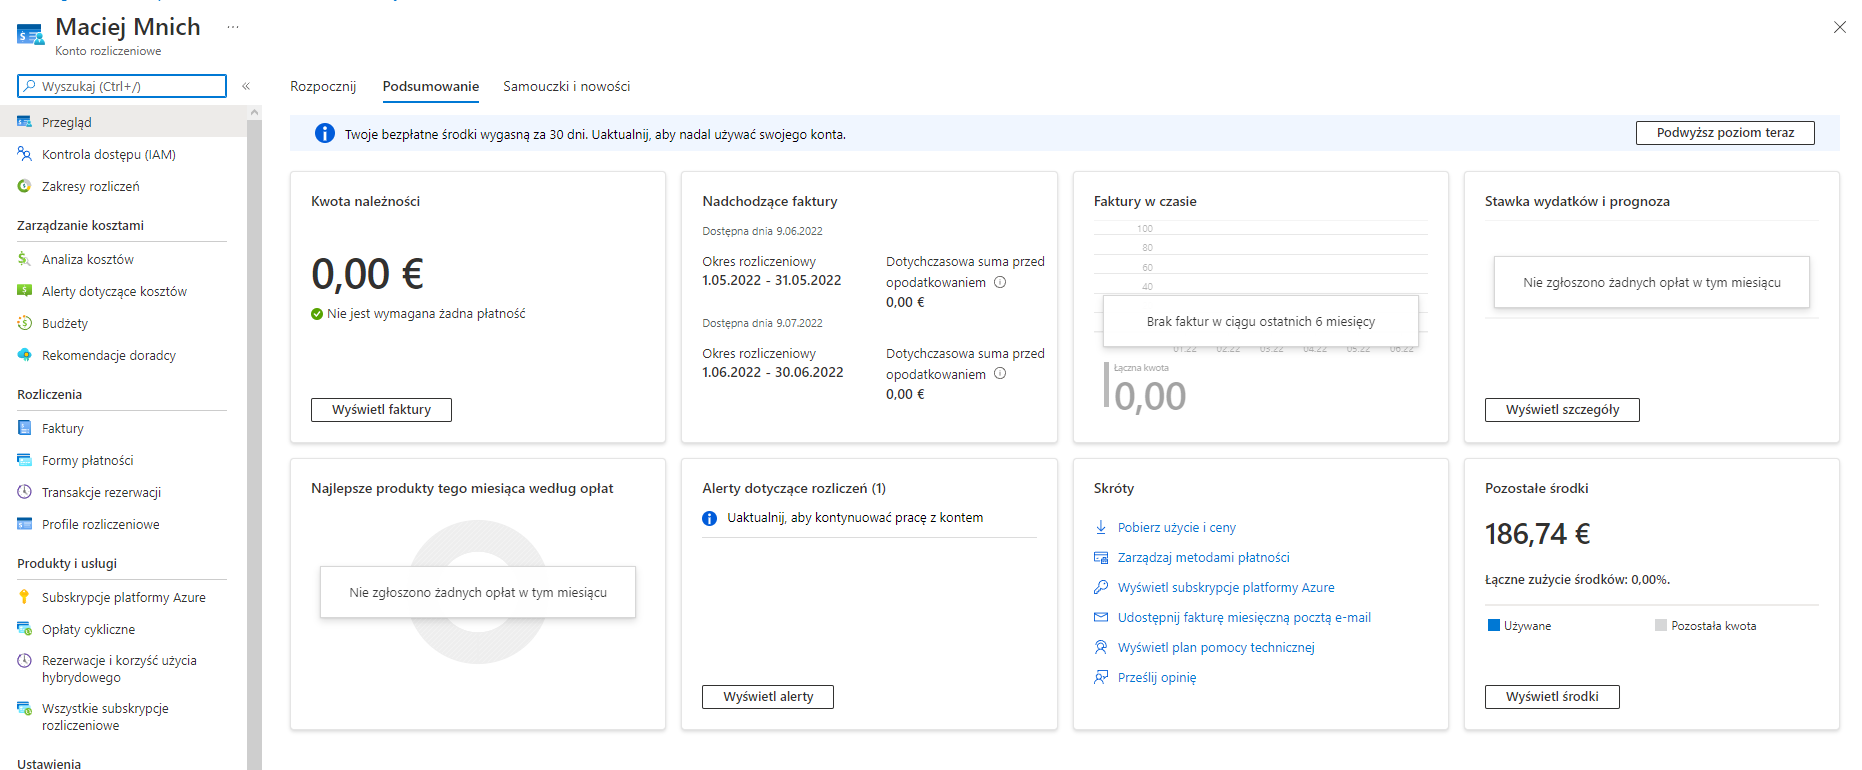 Maciej Mnich
Konto rozliczeniowe
Wyszukaj (Ctrl+/)
Przegląd
Kontrola dostępu (IAM)
Zakresy rozliczeń
Zarządzanie kosztami
Analiza kosztów
Alerty dotyczące kosztów
Budżety
Rekomendacje doradcy
Rozliczenia
Faktury
Formy płatności
Transakcje rezerwacji
Profile rozliczeniowe
Produkty i usługi
Subskrypcje platformy Azure
Opłaty cykliczne
Rezerwacje i korzyść użycia
hybrydowego
Wszystkie subskrypcje
rozliczeniowe
Ustawienia
Rozpocznij
Podsumowanie
Samouczki i nowości
Twoje bezpłatne środki wygasną za 30 dni. Uaktualnij, aby nadal używać swojego konta.
Podwyższ poziom teraz
Kwota należności
0,00 €
Nie jest wymagana żadna płatność
Wyświetl faktury
Nadchodzące faktury
Dostępna dnia 9.06.2022
Okres rozliczeniowy
1.05.2022 - 31.05.2022
Dotychczasowa suma przed
opodatkowaniem
0,00 €
Dostępna dnia 9.07.2022
Okres rozliczeniowy
1.06.2022 - 30.06.2022
Dotychczasowa suma przed
opodatkowaniem
0,00 €
Faktury w czasie
100
80
60
40
Brak faktur w ciągu ostatnich 6 miesięcy
01.22 02.22 03.22 04.22 05.22 06.22
Łączna kwota
0,00
Stawka wydatków i prognoza
Nie zgłoszono żadnych opłat w tym miesiącu
Wyświetl szczegóły
Najlepsze produkty tego miesiąca według opłat
Nie zgłoszono żadnych opłat w tym miesiącu
Alerty dotyczące rozliczeń (1)
Uaktualnij, aby kontynuować pracę z kontem
Wyświetl alerty
Skróty
Pobierz użycie i ceny
Zarządzaj metodami płatności
Wyświetl subskrypcje platformy Azure
Udostępnij fakturę miesięczną pocztą e-mail
Wyświetl plan pomocy technicznej
Prześlij opinię
Pozostałe środki
186,74 €
Łączne zużycie środków: 0,00%.
Używane
Pozostała kwota
Wyświetl środki